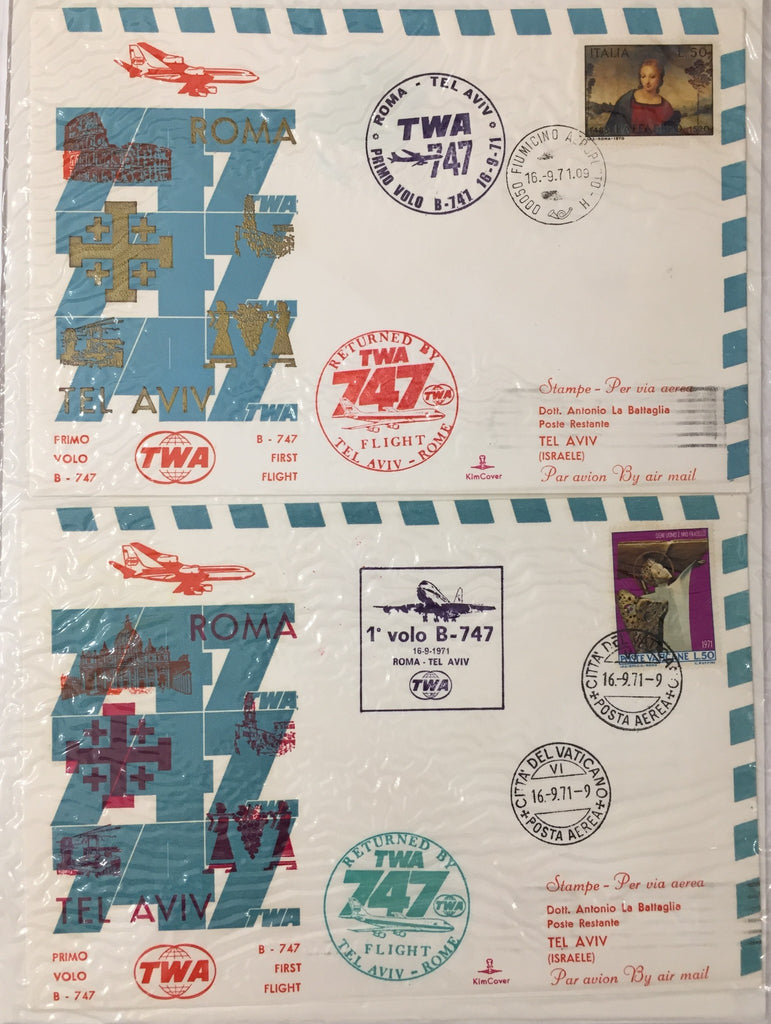 ROMA
TWA
TWA
TEL AVIV
TWA
PRIMO
VOLO
B - 747
TWA
B - 747
FIRST
FLIGHT
ROMA - TEL AVIV
TWA
747
PRIMO VOLO B-747 16-9-71
ITALIA L. 50
00050 FIUMICINO
16.-9.71.09
RETURNED BY
TWA
747
TWA
FLIGHT
TEL AVIV - ROME
KimCover
Stampe - Per via aerea
Dott. Antonio La Battaglia
Poste Restante
TEL AVIV
(ISRAELE)
Par avion By air mail
ROMA
TWA
TWA
TEL AVIV
TWA
PRIMO
VOLO
B - 747
TWA
B - 747
FIRST
FLIGHT
1° volo B-747
16-9-1971
ROMA - TEL AVIV
TWA
1971
POSTE VATICANE L.50
CITTA' DEL
16.-9.71-9
POSTA AEREA
CITTA' DEL VATICANO
VI
16.-9.71-9
POSTA AEREA
RETURNED BY
TWA
747
TWA
FLIGHT
TEL AVIV - ROME
KimCover
Stampe - Per via aerea
Dott. Antonio La Battaglia
Poste Restante
TEL AVIV
(ISRAELE)
Par avion By air mail